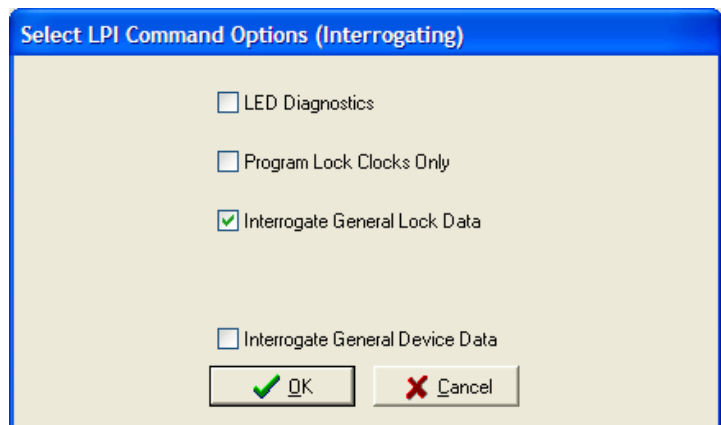 Select LPI Command Options (Interrogating)
LED Diagnostics
Program Lock Clocks Only
Interrogate General Lock Data
Interrogate General Device Data
OK Cancel